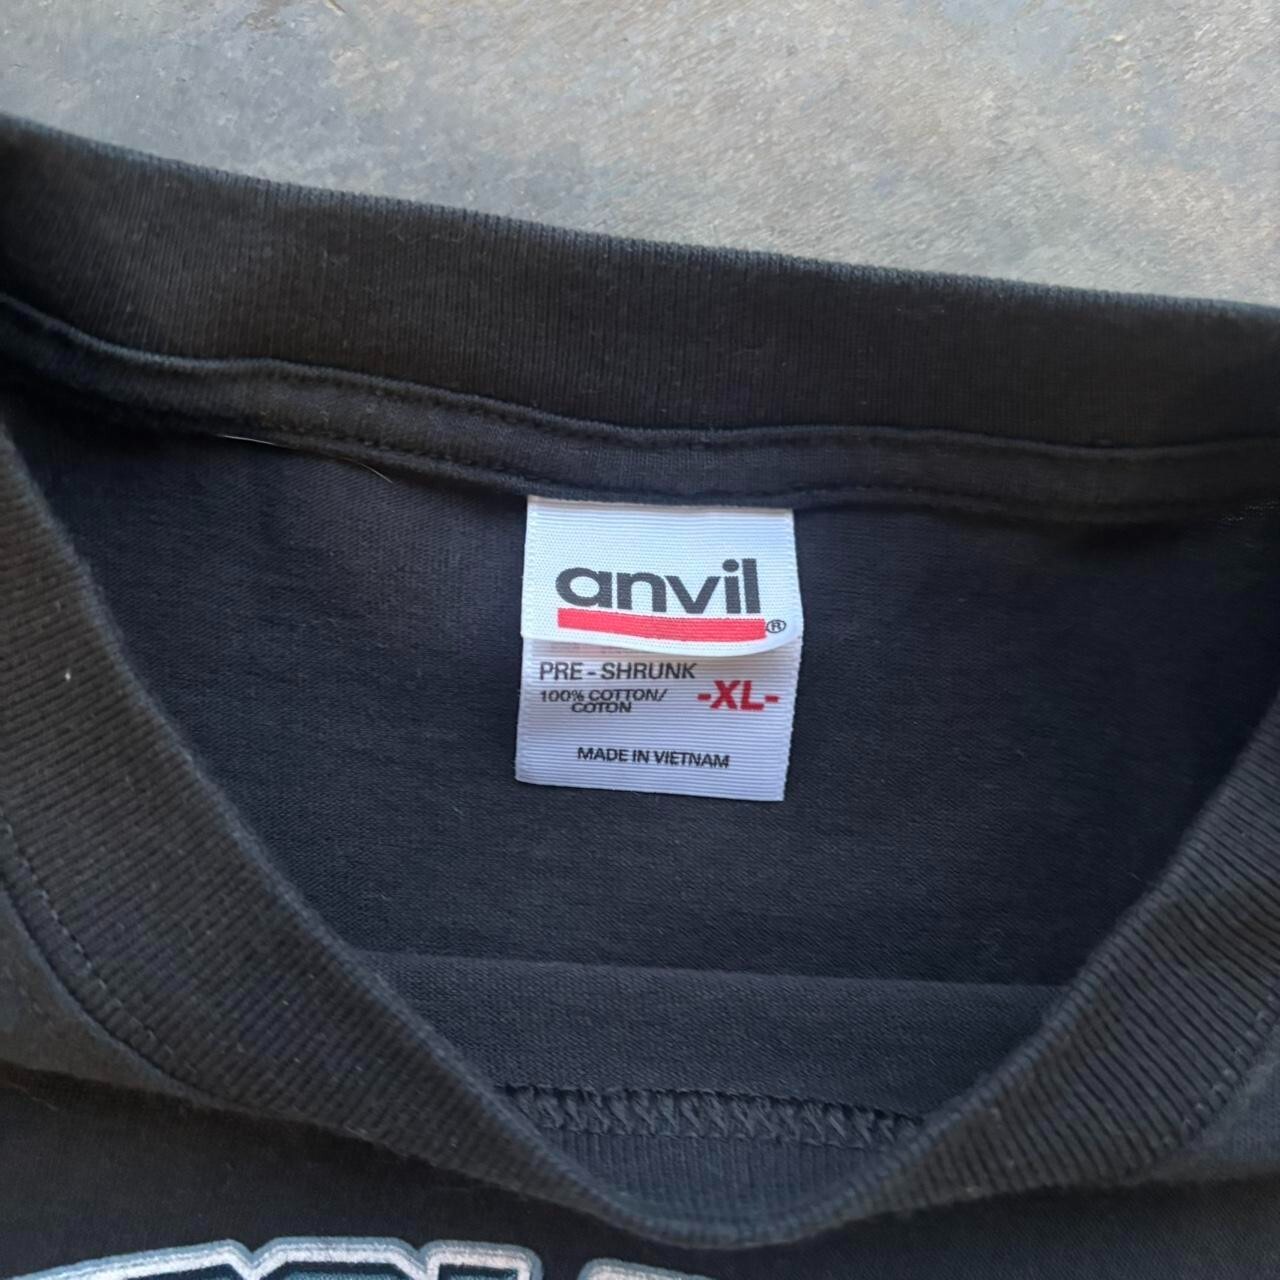 anvil®
PRE-SHRUNK
100% COTTON/
COTON
-XL-
MADE IN VIETNAM